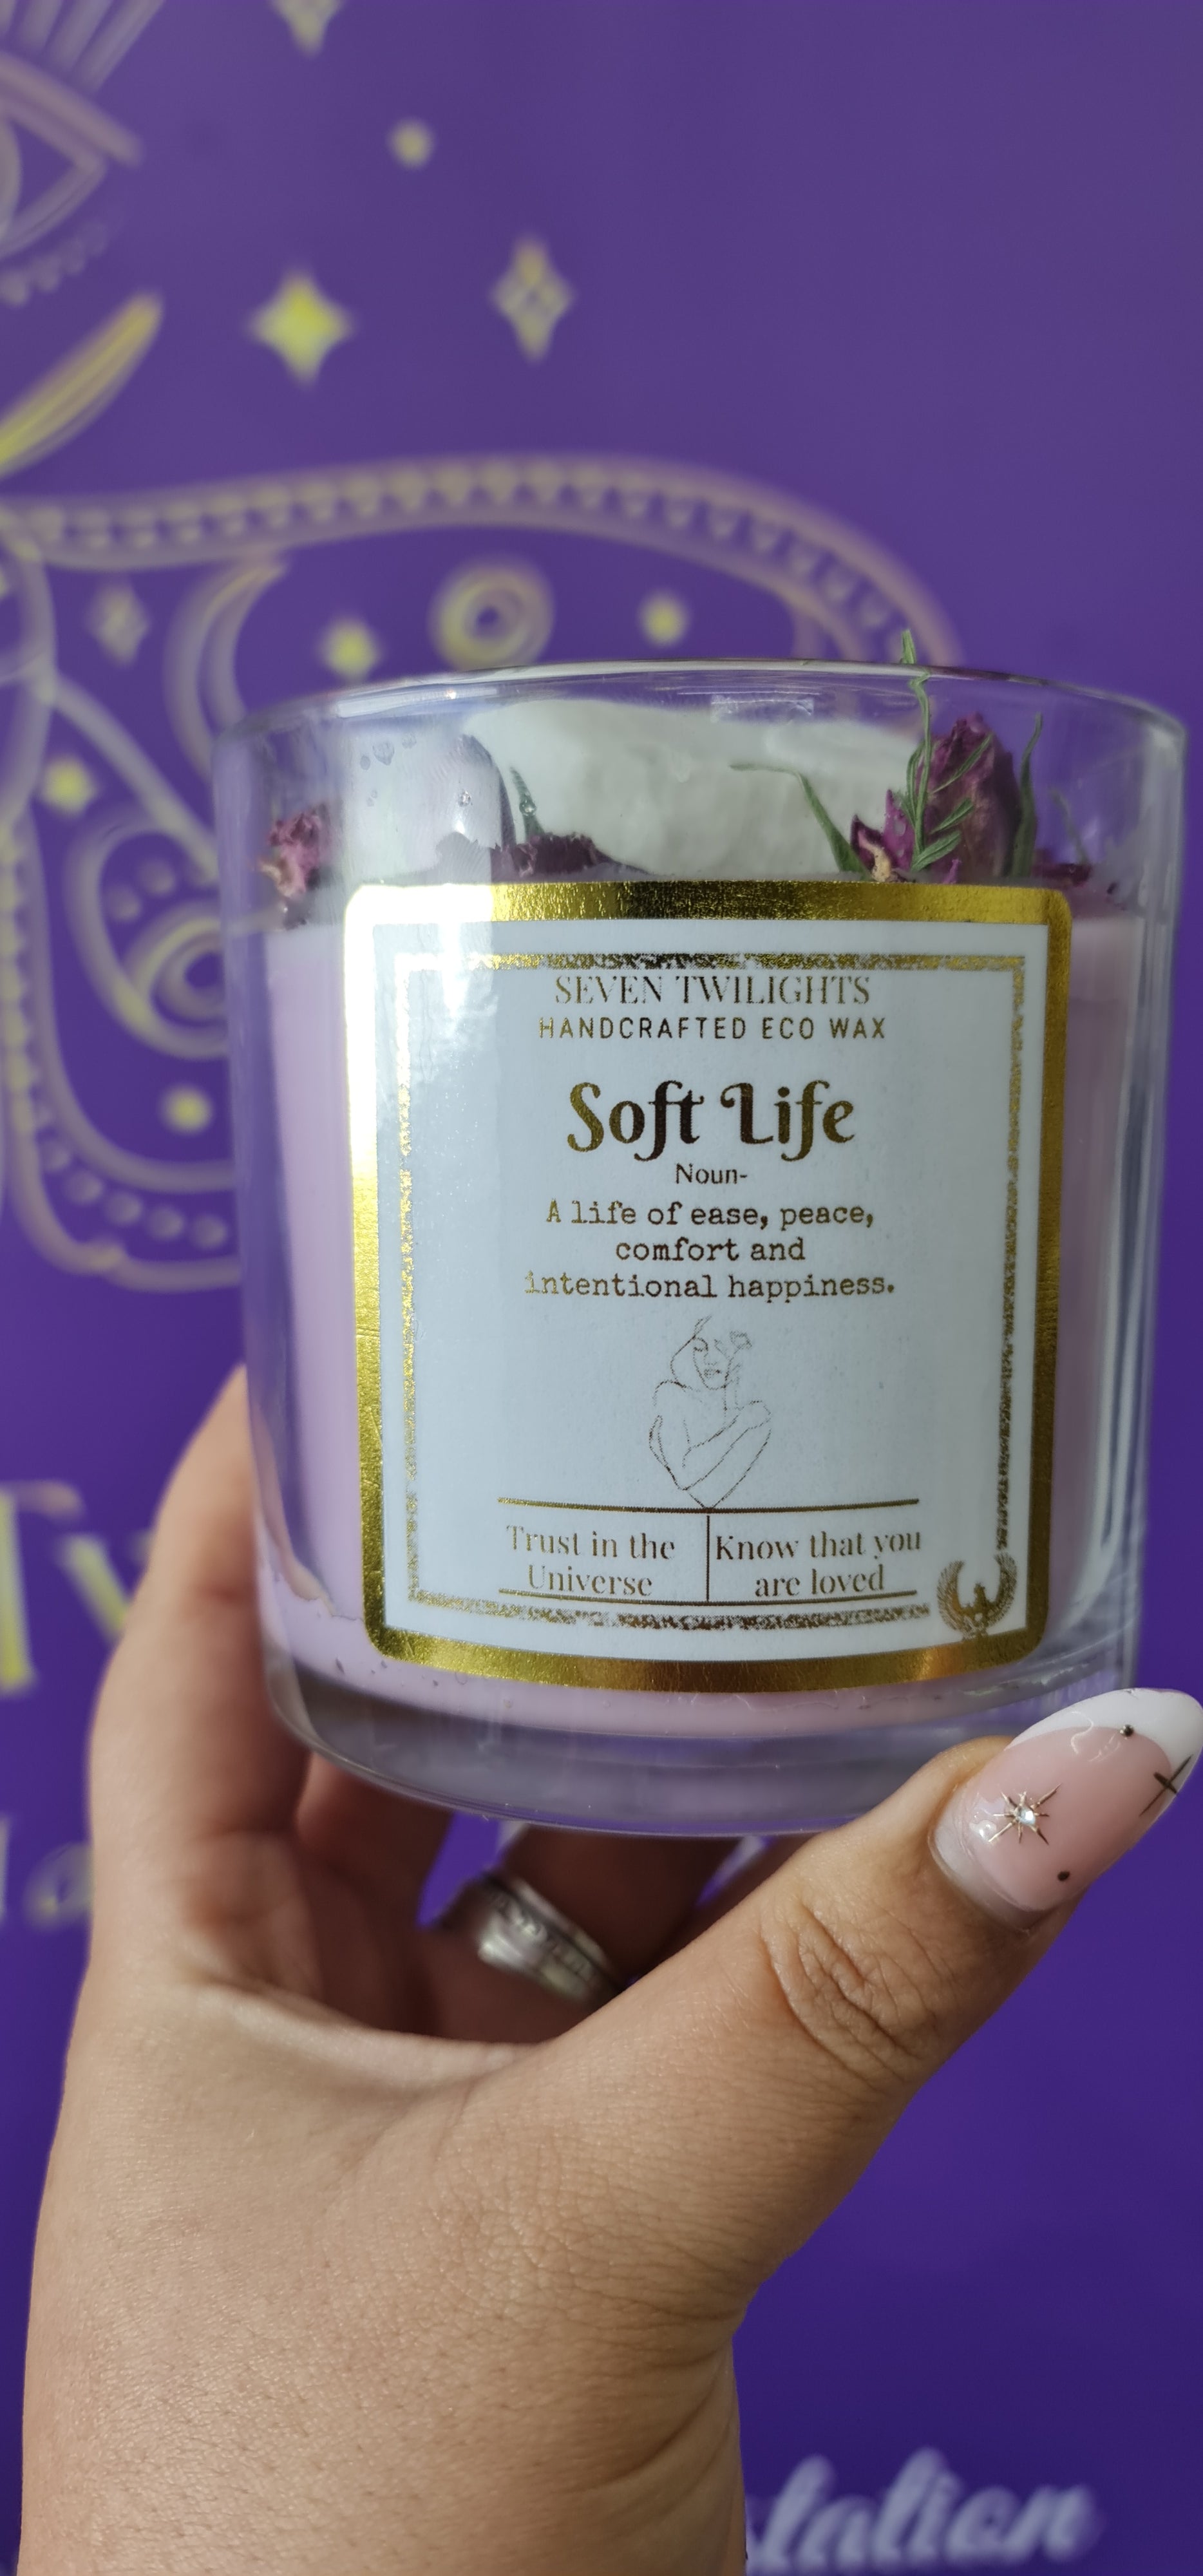 SEVEN TWILIGHTS
HANDCRAFTED ECO WAX
Soft Life
Noun-
A life of ease, peace,
comfort and
intentional happiness.
Trust in the
Universe
Know that you
are loved